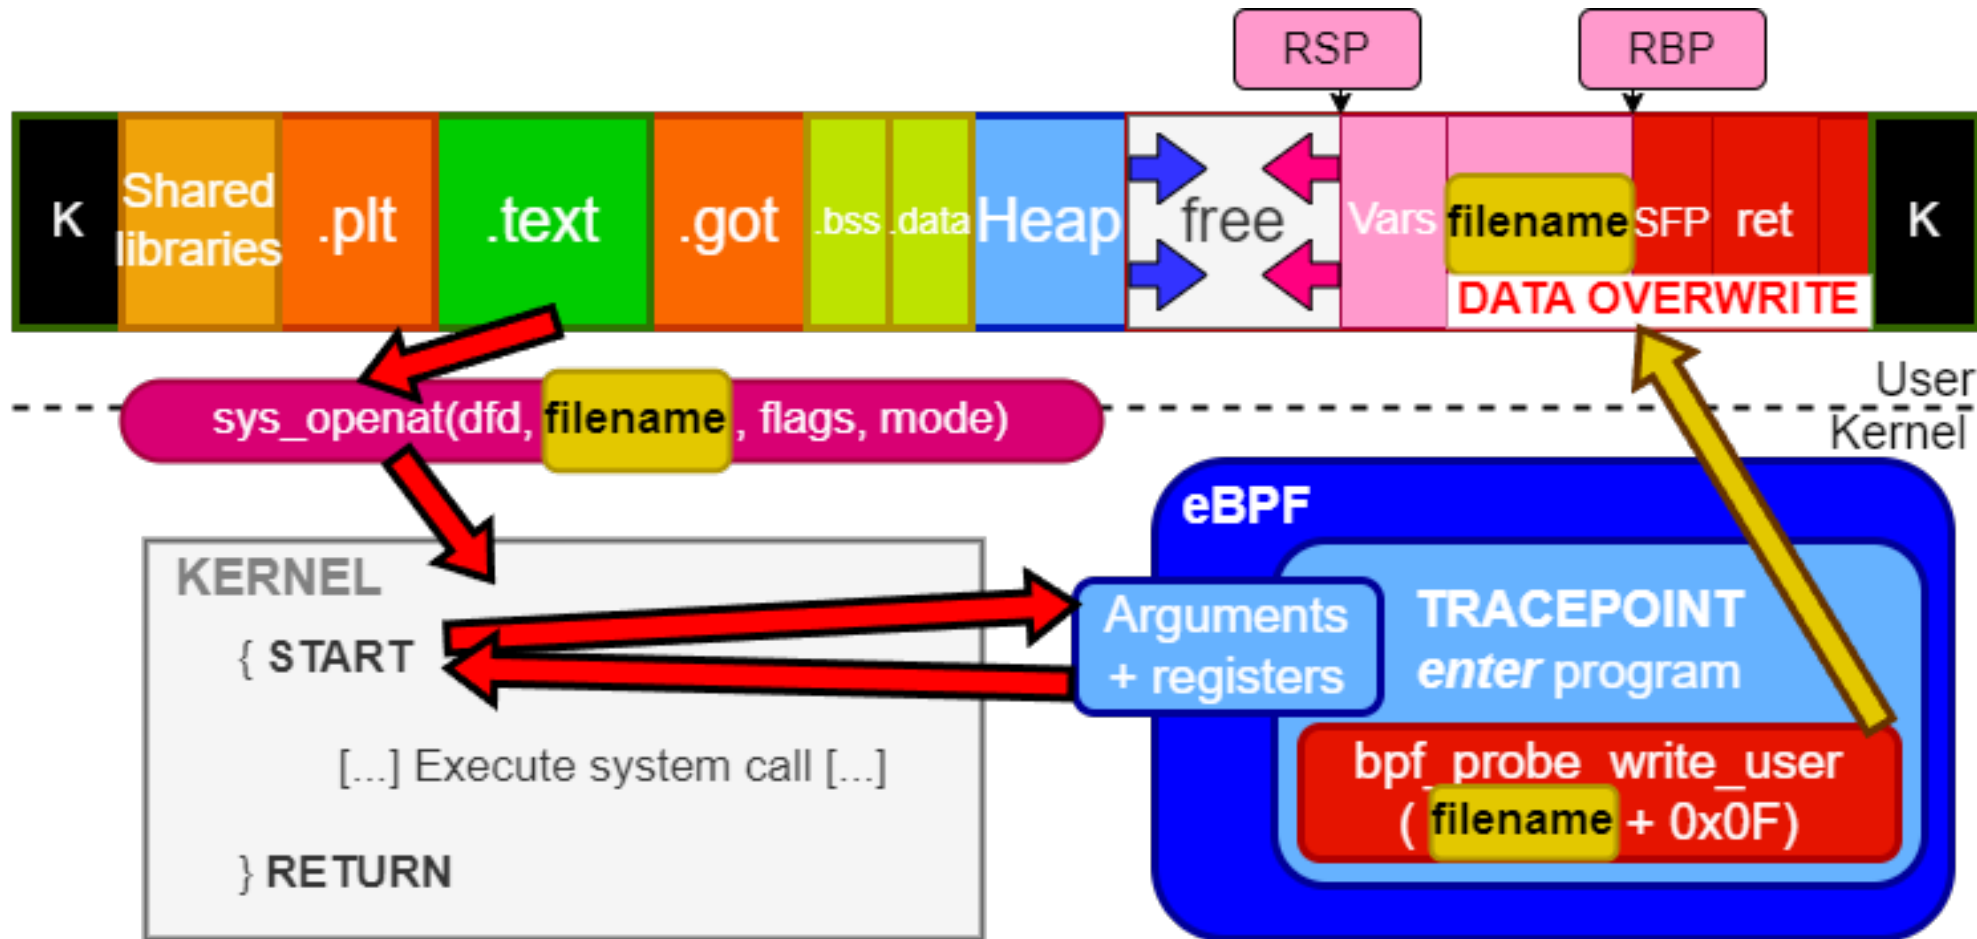 RSP
RBP
K
Shared
libraries
.plt
.text
.got
.bss
.data
Heap
free
Vars
filename
SFP
ret
K
DATA OVERWRITE
User
Kernel
sys_openat(dfd, filename , flags, mode)
eBPF
KERNEL
{ START
[...] Execute system call [...]
} RETURN
Arguments
+ registers
TRACEPOINT
enter program
bpf_probe_write_user
( filename + 0x0F)